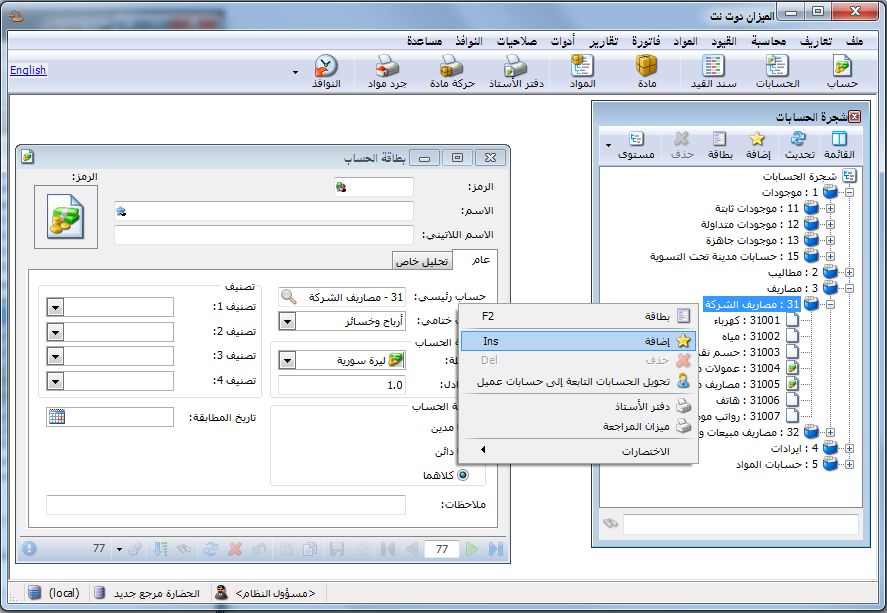 الميزان دوت نت
ملف تعاريف محاسبة القيود المواد فاتورة تقارير أدوات صلاحيات النوافذ مساعدة
حساب الحسابات سند القيد مادة المواد دفتر الأستاذ حركة مادة جرد مواد النوافذ
English
شجرة الحسابات
القائمة تحديث إضافة بطاقة حذف مستوى
شجرة الحسابات
1 : موجودات
11 : موجودات ثابتة
12 : موجودات متداولة
13 : موجودات جاهزة
15 : حسابات مدينة تحت التسوية
2 : مطاليب
3 : مصاريف
31 : مصاريف الشركة
31001 : كهرباء
31002 : مياه
31003 : حسم
31004 : عمولات
31005 : مصاريف
31006 : هاتف
31007 : رواتب
32 : مصاريف مبيعات
4 : ايرادات
5 : حسابات المواد
بطاقة الحساب
الرمز:
الرمز:
الاسم:
الاسم اللاتيني:
عام تحليل خاص
حساب رئيسي: 31 - مصاريف الشركة
ختامي: أرباح وخسائر
الحساب
ليرة سورية
1.0
الحساب
مدين
دائن
كلاهما
تصنيف
تصنيف 1:
تصنيف 2:
تصنيف 3:
تصنيف 4:
تاريخ المطابقة:
ملاحظات:
77 77
بطاقة F2
إضافة Ins
حذف Del
تحويل الحسابات التابعة إلى حسابات عميل
دفتر الأستاذ
ميزان المراجعة
الاختصارات
<مسؤول النظام> الحضارة مرجع جديد (local)